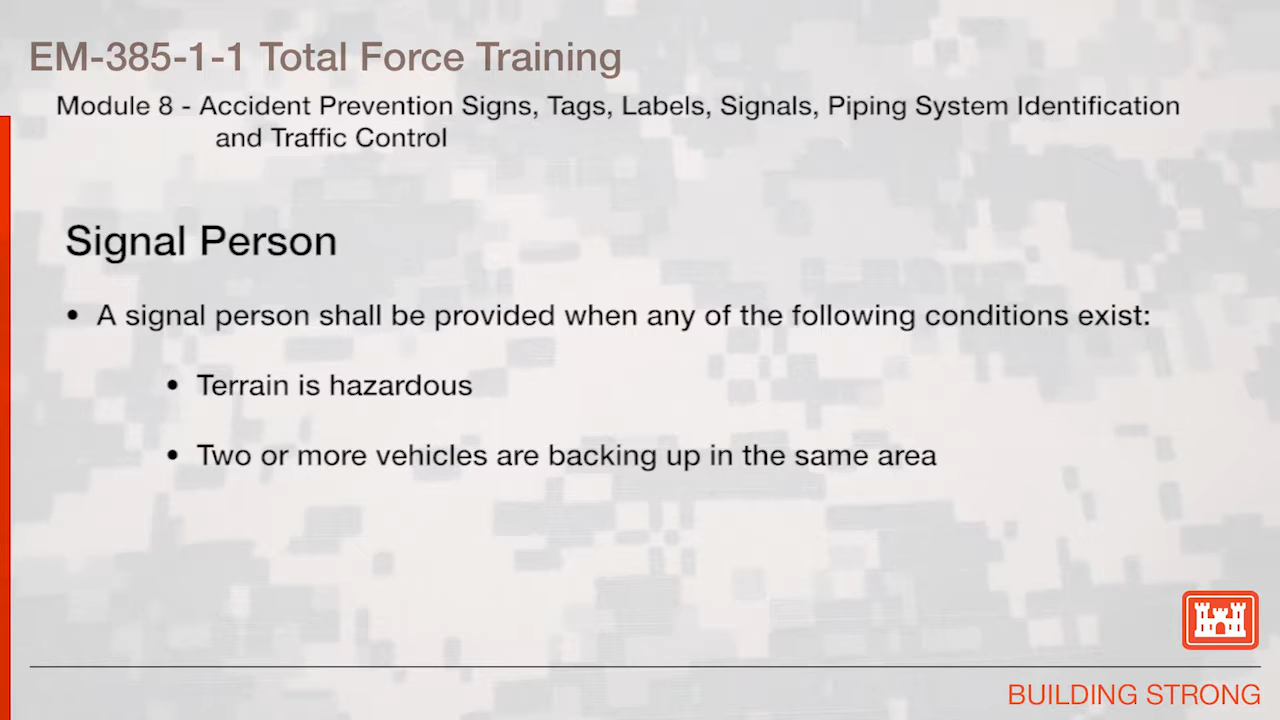 EM-385-1-1 Total Force Training
Module 8 - Accident Prevention Signs, Tags, Labels, Signals, Piping System Identification
and Traffic Control
Signal Person
• A signal person shall be provided when any of the following conditions exist:
• Terrain is hazardous
• Two or more vehicles are backing up in the same area
BUILDING STRONG